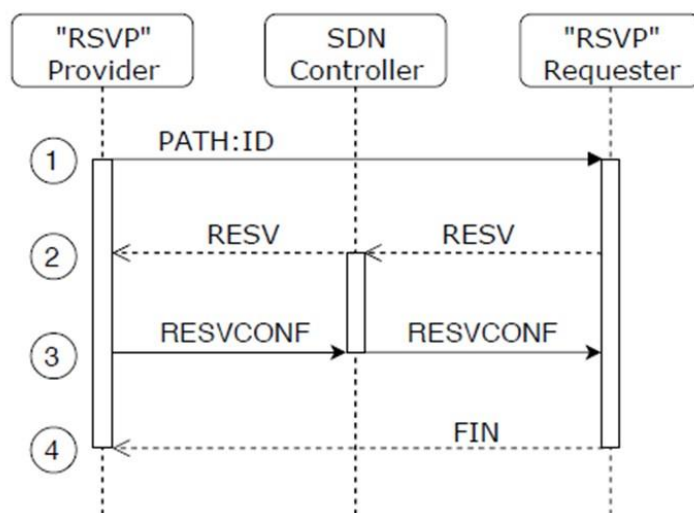 "RSVP"
Provider
SDN
Controller
"RSVP"
Requester
1
PATH:ID
2
RESV
RESV
3
RESVCONF
RESVCONF
4
FIN